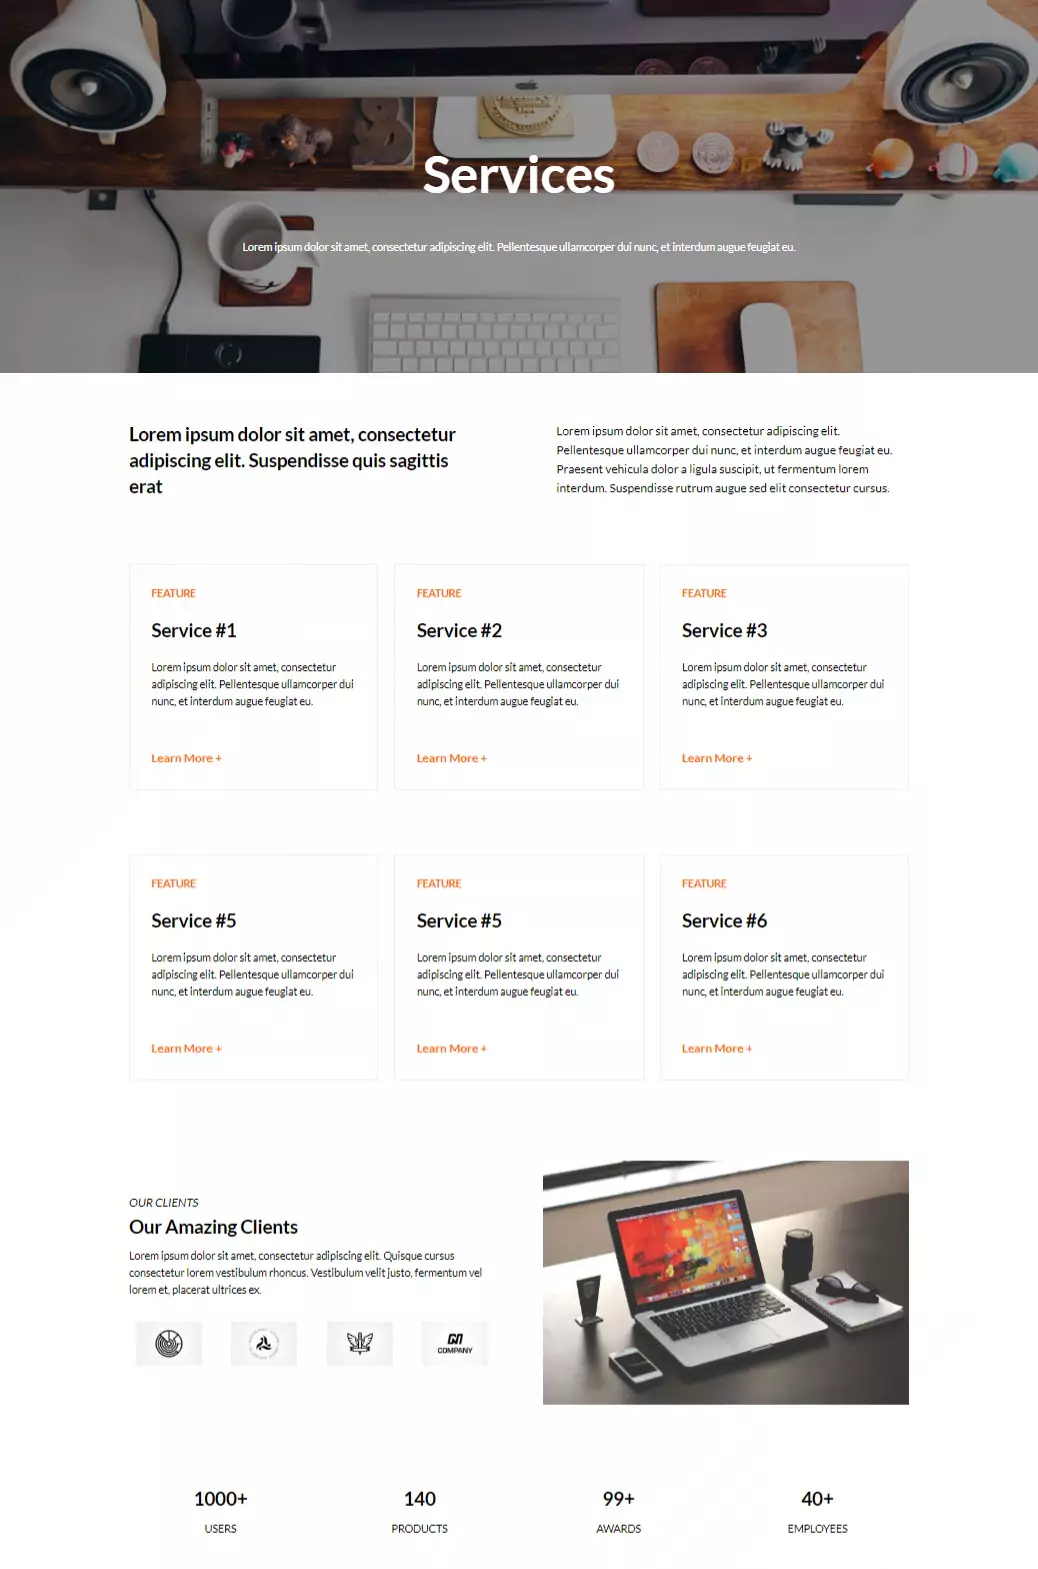 Services
Lorem ipsum dolor sit amet, consectetur adipiscing elit. Pellentesque ullamcorper dui nunc, et interdum augue feugiat eu.
Lorem ipsum dolor sit amet, consectetur
adipiscing elit. Suspendisse quis sagittis
erat
Lorem ipsum dolor sit amet, consectetur adipiscing elit.
Pellentesque ullamcorper dui nunc, et interdum augue feugiat eu.
Praesent vehicula dolor a ligula suscipit, ut fermentum lorem
interdum. Suspendisse rutrum augue sed elit consectetur cursus.
FEATURE
Service #1
Lorem ipsum dolor sit amet, consectetur
adipiscing elit. Pellentesque ullamcorper dui
nunc, et interdum augue feugiat eu.
Learn More +
FEATURE
Service #2
Lorem ipsum dolor sit amet, consectetur
adipiscing elit. Pellentesque ullamcorper dui
nunc, et interdum augue feugiat eu.
Learn More +
FEATURE
Service #3
Lorem ipsum dolor sit amet, consectetur
adipiscing elit. Pellentesque ullamcorper dui
nunc, et interdum augue feugiat eu.
Learn More +
FEATURE
Service #5
Lorem ipsum dolor sit amet, consectetur
adipiscing elit. Pellentesque ullamcorper dui
nunc, et interdum augue feugiat eu.
Learn More +
FEATURE
Service #5
Lorem ipsum dolor sit amet, consectetur
adipiscing elit. Pellentesque ullamcorper dui
nunc, et interdum augue feugiat eu.
Learn More +
FEATURE
Service #6
Lorem ipsum dolor sit amet, consectetur
adipiscing elit. Pellentesque ullamcorper dui
nunc, et interdum augue feugiat eu.
Learn More +
OUR CLIENTS
Our Amazing Clients
Lorem ipsum dolor sit amet, consectetur adipiscing elit. Quisque cursus
consectetur lorem vestibulum rhoncus. Vestibulum velit justo, fermentum vel
lorem et, placerat ultrices ex.
COMPANY
1000+
USERS
140
PRODUCTS
99+
AWARDS
40+
EMPLOYEES